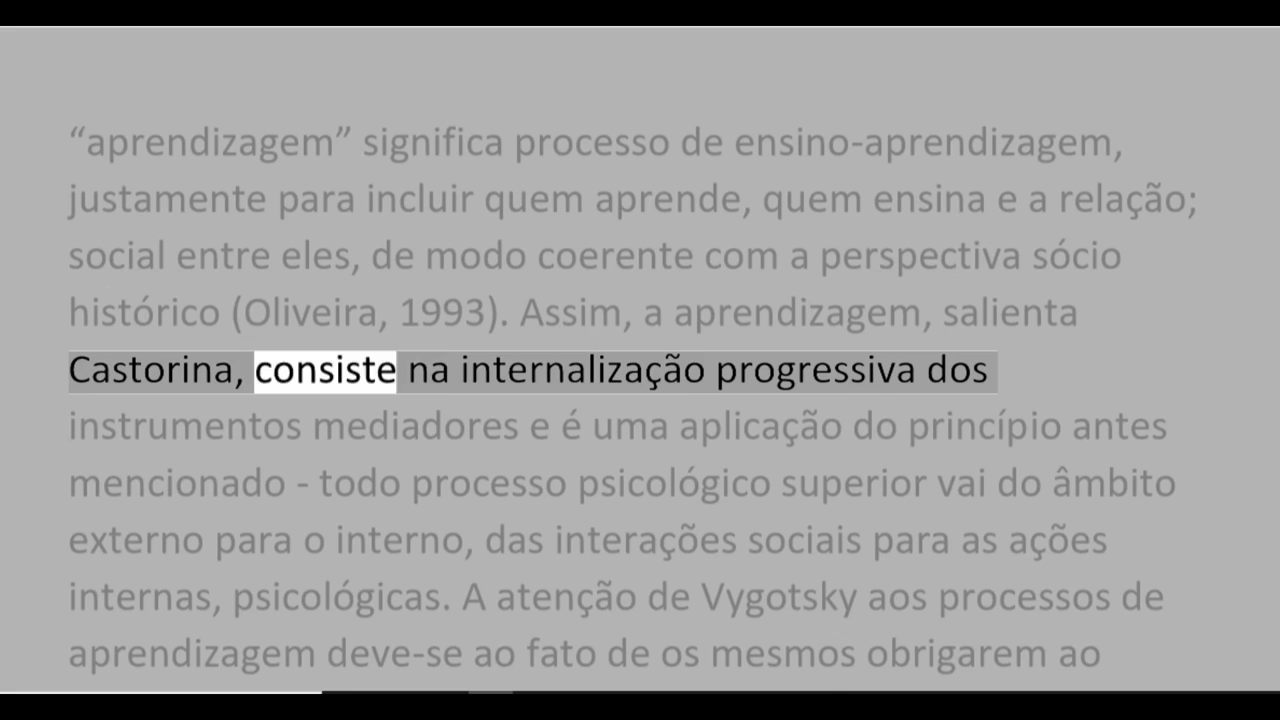 “aprendizagem” significa processo de ensino-aprendizagem,
justamente para incluir quem aprende, quem ensina e a relação;
social entre eles, de modo coerente com a perspectiva sócio
histórico (Oliveira, 1993). Assim, a aprendizagem, salienta
Castorina, consiste na internalização progressiva dos
instrumentos mediadores e é uma aplicação do princípio antes
mencionado - todo processo psicológico superior vai do âmbito
externo para o interno, das interações sociais para as ações
internas, psicológicas. A atenção de Vygotsky aos processos de
aprendizagem deve-se ao fato de os mesmos obrigarem ao